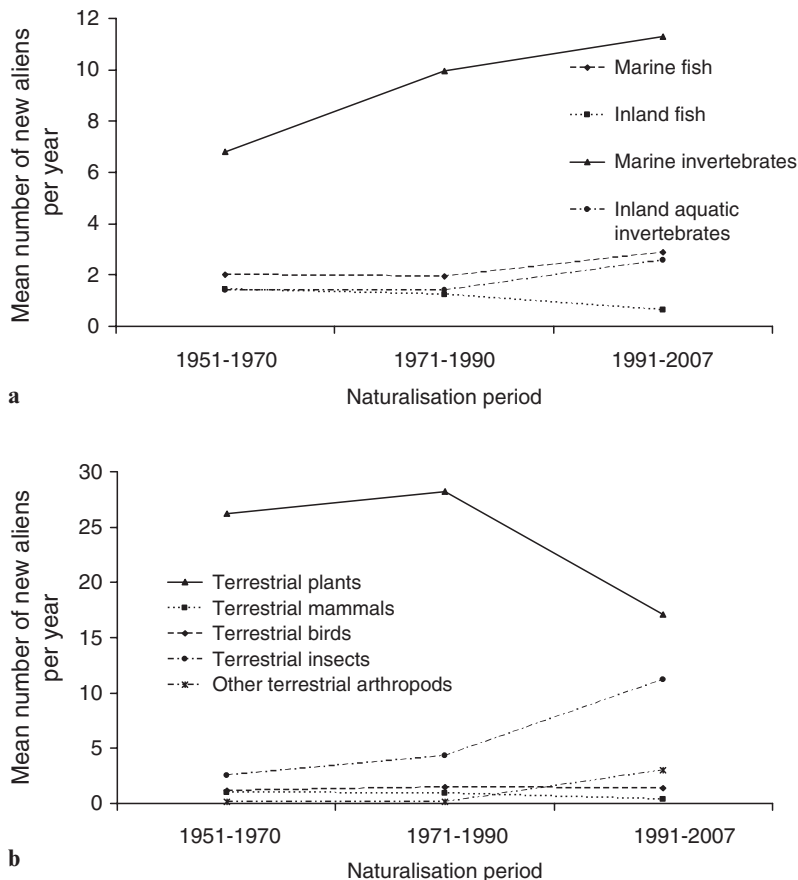 12
10
8
6
4
2
0
Mean number of new aliens
per year
Marine fish
Inland fish
Marine invertebrates
Inland aquatic
invertebrates
1951-1970
1971-1990
1991-2007
a
Naturalisation period
30
25
20
15
10
5
0
Mean number of new aliens
per year
Terrestrial plants
Terrestrial mammals
Terrestrial birds
Terrestrial insects
Other terrestrial arthropods
1951-1970
1971-1990
1991-2007
b
Naturalisation period